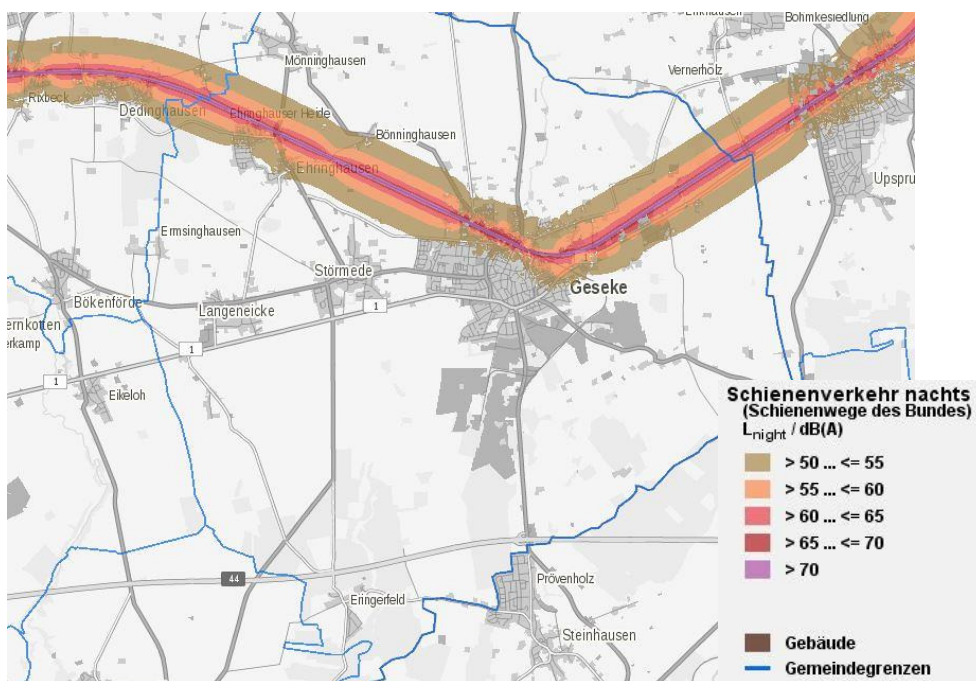 Bohmkesiedlung
Mönninghausen
Vernerholz
Rixbeck
Dedinghausen
Ehringhauser Heide
Bönninghausen
Ehringhausen
Upspru
Ermsinghausen
Störmede
Geseke
Bökenförde
Langeneicke
ernkotten
erkamp
1
1
1
Eikeloh
44
Eringerfeld
Prövenholz
Steinhausen
Schienenverkehr nachts
(Schienenwege des Bundes)
Lnight / dB(A)
> 50 ... <= 55
> 55 ... <= 60
> 60 ... <= 65
> 65 ... <= 70
> 70
Gebäude
Gemeindegrenzen